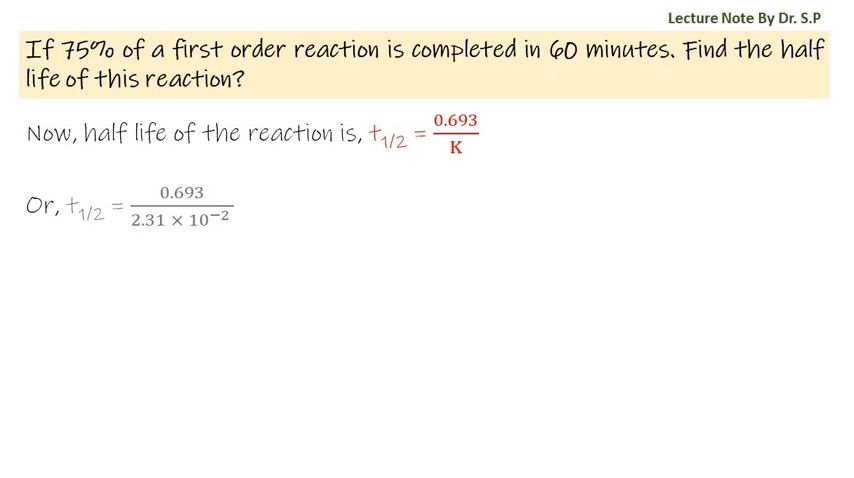 Lecture Note By Dr. S.P
If 75% of a first order reaction is completed in 60 minutes. Find the half
life of this reaction?
Now, half life of the reaction is, t1/2 = 0.693/K
Or, t1/2 = 0.693/2.31 × 10⁻²